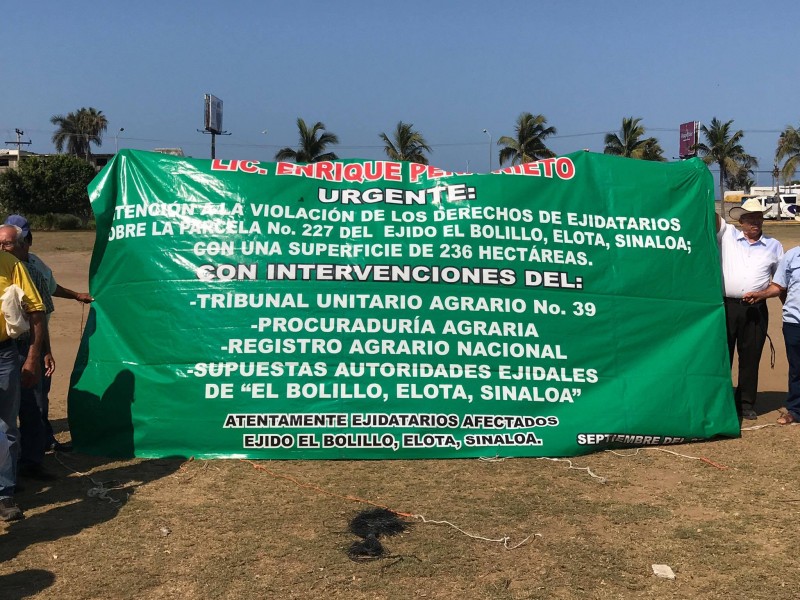 LIC. ENRIQUE PEÑA NIETO
URGENTE:
ATENCIÓN A LA VIOLACIÓN DE LOS DERECHOS DE EJIDATARIOS
SOBRE LA PARCELA No. 227 DEL EJIDO EL BOLILLO, ELOTA, SINALOA;
CON UNA SUPERFICIE DE 236 HECTÁREAS.
CON INTERVENCIONES DEL:
-TRIBUNAL UNITARIO AGRARIO No. 39
-PROCURADURÍA AGRARIA
-REGISTRO AGRARIO NACIONAL
-SUPUESTAS AUTORIDADES EJIDALES
DE “EL BOLILLO, ELOTA, SINALOA”
ATENTAMENTE EJIDATARIOS AFECTADOS
EJIDO EL BOLILLO, ELOTA, SINALOA.
SEPTIEMBRE DEL